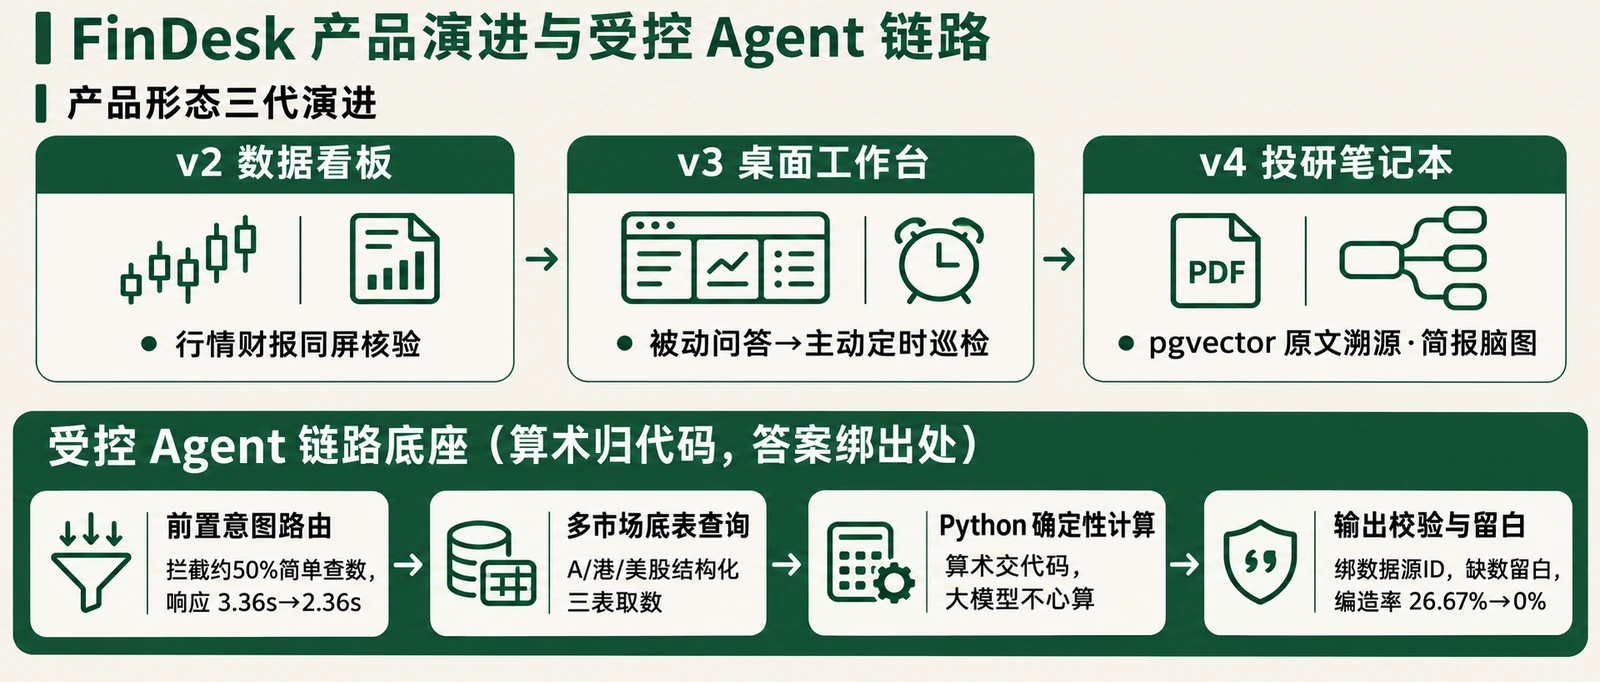 FinDesk 产品演进与受控 Agent 链路
产品形态三代演进
v2 数据看板
行情财报同屏核验
v3 桌面工作台
被动问答→主动定时巡检
v4 投研笔记本
PDF
pgvector 原文溯源·简报脑图
受控 Agent 链路底座（算术归代码，答案绑出处）
前置意图路由
拦截约50%简单查数，
响应 3.36s→2.36s
多市场底表查询
A/港/美股结构化
三表取数
Python 确定性计算
算术交代码，
大模型不心算
输出校验与留白
绑数据源ID，缺数留白，
编造率 26.67%→0%